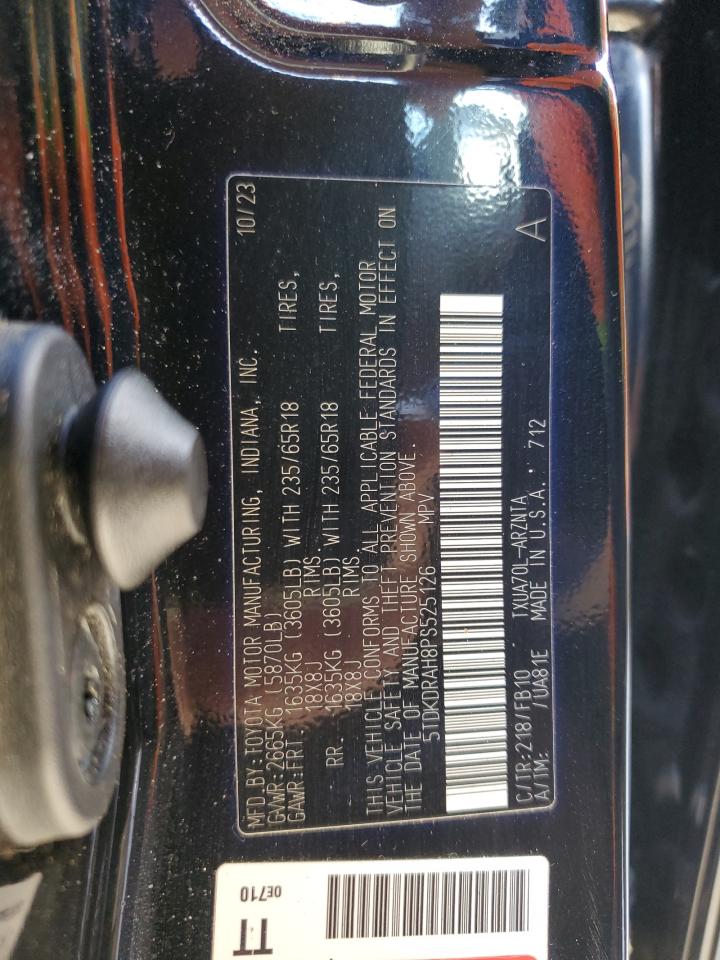 MFD.BY:TOYOTA MOTOR MANUFACTURING, INDIANA, INC. 10/23
GVWR:2665KG (5870LB)
GAWR:FRT. 1635KG (3605LB) WITH 235/65R18 TIRES,
18X8J RIMS.
RR. 1635KG (3605LB) WITH 235/65R18 TIRES,
18X8J RIMS.
THIS VEHICLE CONFORMS TO ALL APPLICABLE FEDERAL MOTOR
VEHICLE SAFETY AND THEFT PREVENTION STANDARDS IN EFFECT ON
THE DATE OF MANUFACTURE SHOWN ABOVE.
5TDKDRAH8PS525126 MPV
C/TR:218/FB10 TXUA70L-ARZNTA A
A/TM: /UA81E MADE IN U.S.A. 712
TT
0E710